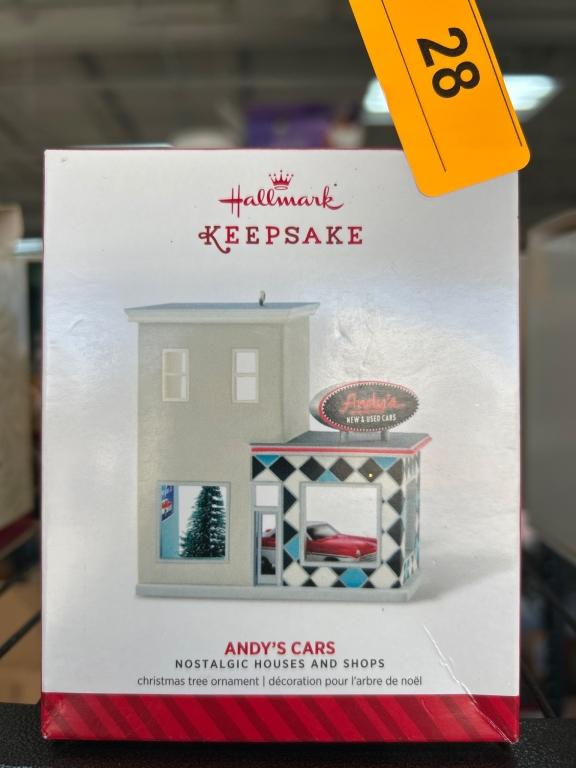 28
Hallmark
KEEPSAKE
Andy's
NEW & USED CARS
ANDY'S CARS
NOSTALGIC HOUSES AND SHOPS
christmas tree ornament | décoration pour l'arbre de noël